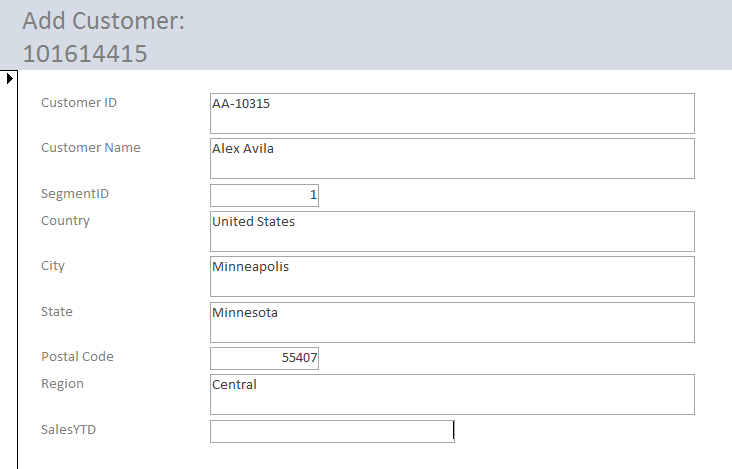 Add Customer:
101614415
Customer ID AA-10315
Customer Name Alex Avila
SegmentID 1
Country United States
City Minneapolis
State Minnesota
Postal Code 55407
Region Central
SalesYTD